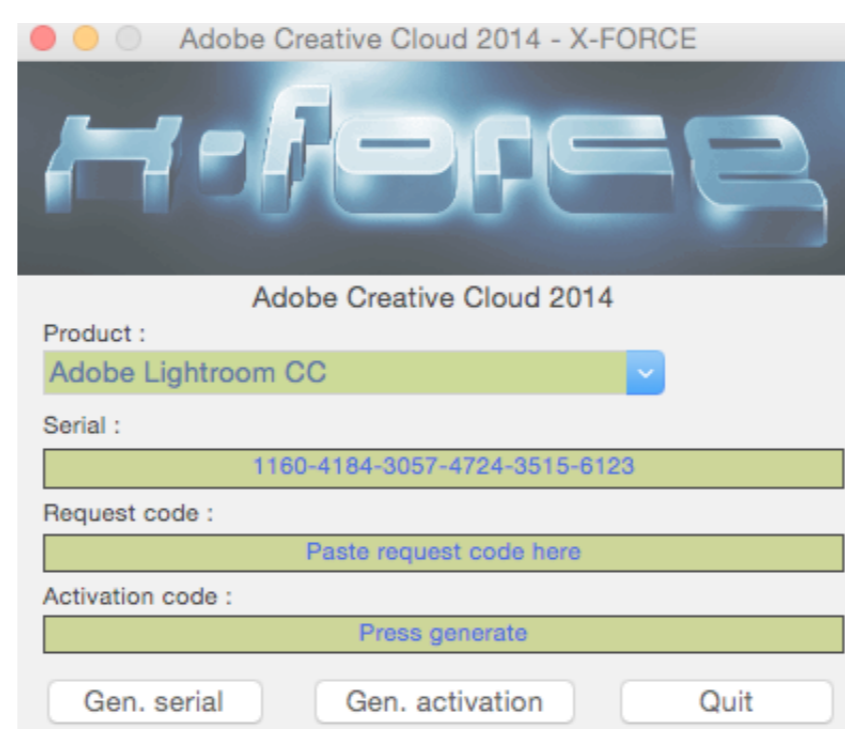 Adobe Creative Cloud 2014 - X-FORCE
x-force
Adobe Creative Cloud 2014
Product :
Adobe Lightroom CC
Serial :
1160-4184-3057-4724-3515-6123
Request code :
Paste request code here
Activation code :
Press generate
Gen. serial Gen. activation Quit